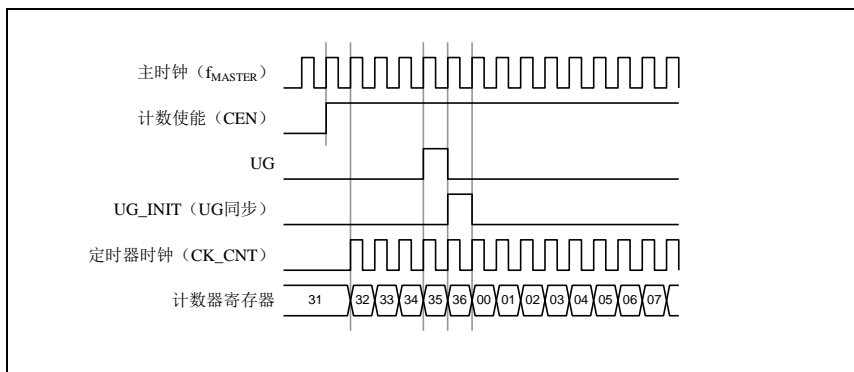 主时钟（fMASTER）
计数使能（CEN）
UG
UG_INIT（UG同步）
定时器时钟（CK_CNT）
计数器寄存器 31 32 33 34 35 36 00 01 02 03 04 05 06 07